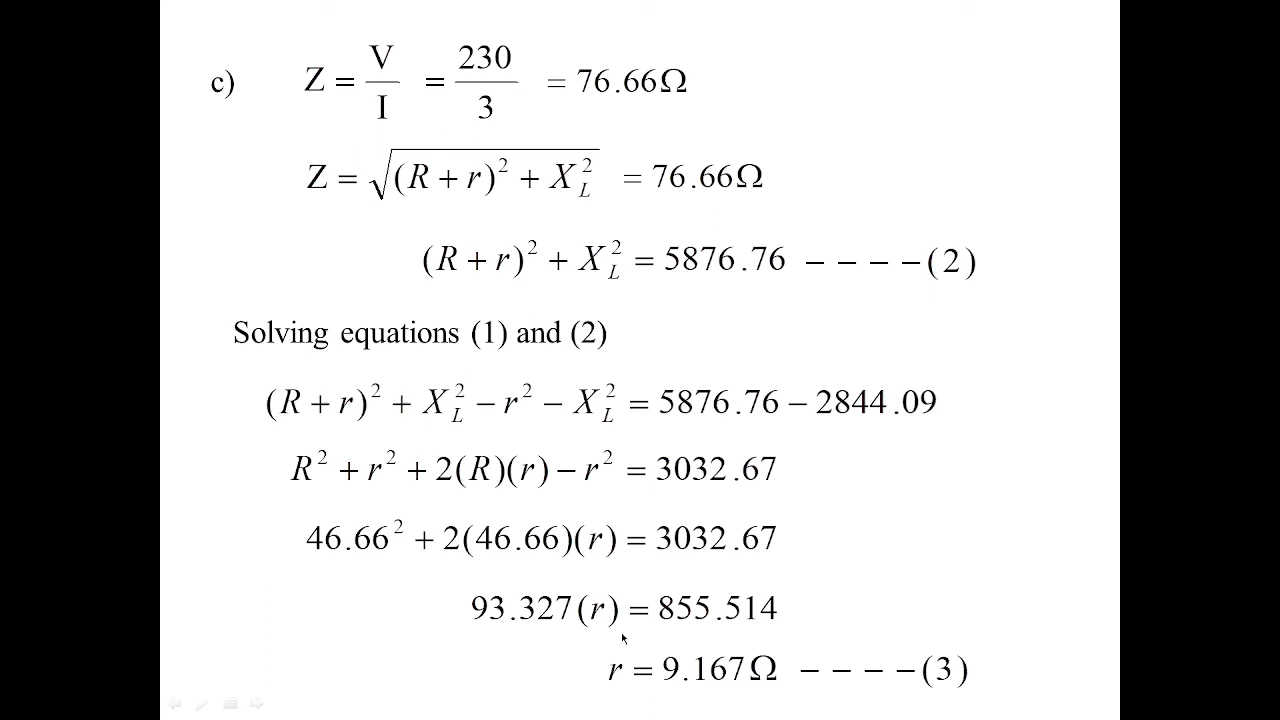 c) Z = V/I = 230/3 = 76.66Ω
Z = √((R + r)² + X_L²) = 76.66Ω
(R + r)² + X_L² = 5876.76 − − − − (2)
Solving equations (1) and (2)
(R + r)² + X_L² − r² − X_L² = 5876.76 − 2844.09
R² + r² + 2(R)(r) − r² = 3032.67
46.66² + 2(46.66)(r) = 3032.67
93.327(r) = 855.514
r = 9.167Ω − − − − (3)